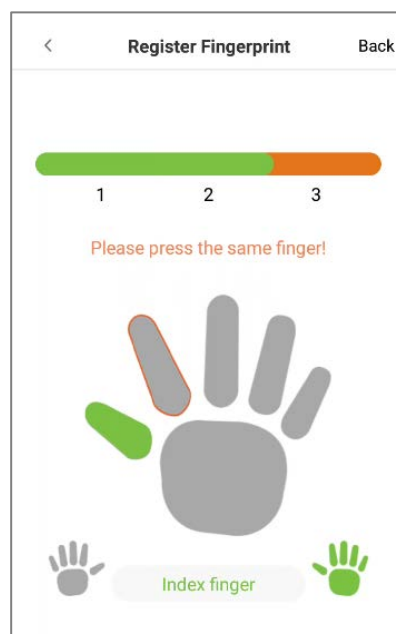 Register Fingerprint Back
1 2 3
Please press the same finger!
Index finger